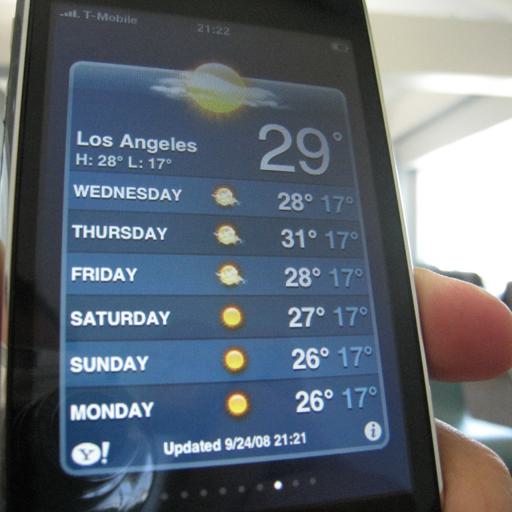 T-Mobile
21:22
Los Angeles
29°
H: 28° L: 17°
WEDNESDAY 28° 17°
THURSDAY 31° 17°
FRIDAY 28° 17°
SATURDAY 27° 17°
SUNDAY 26° 17°
MONDAY 26° 17°
Y! Updated 9/24/08 21:21 i